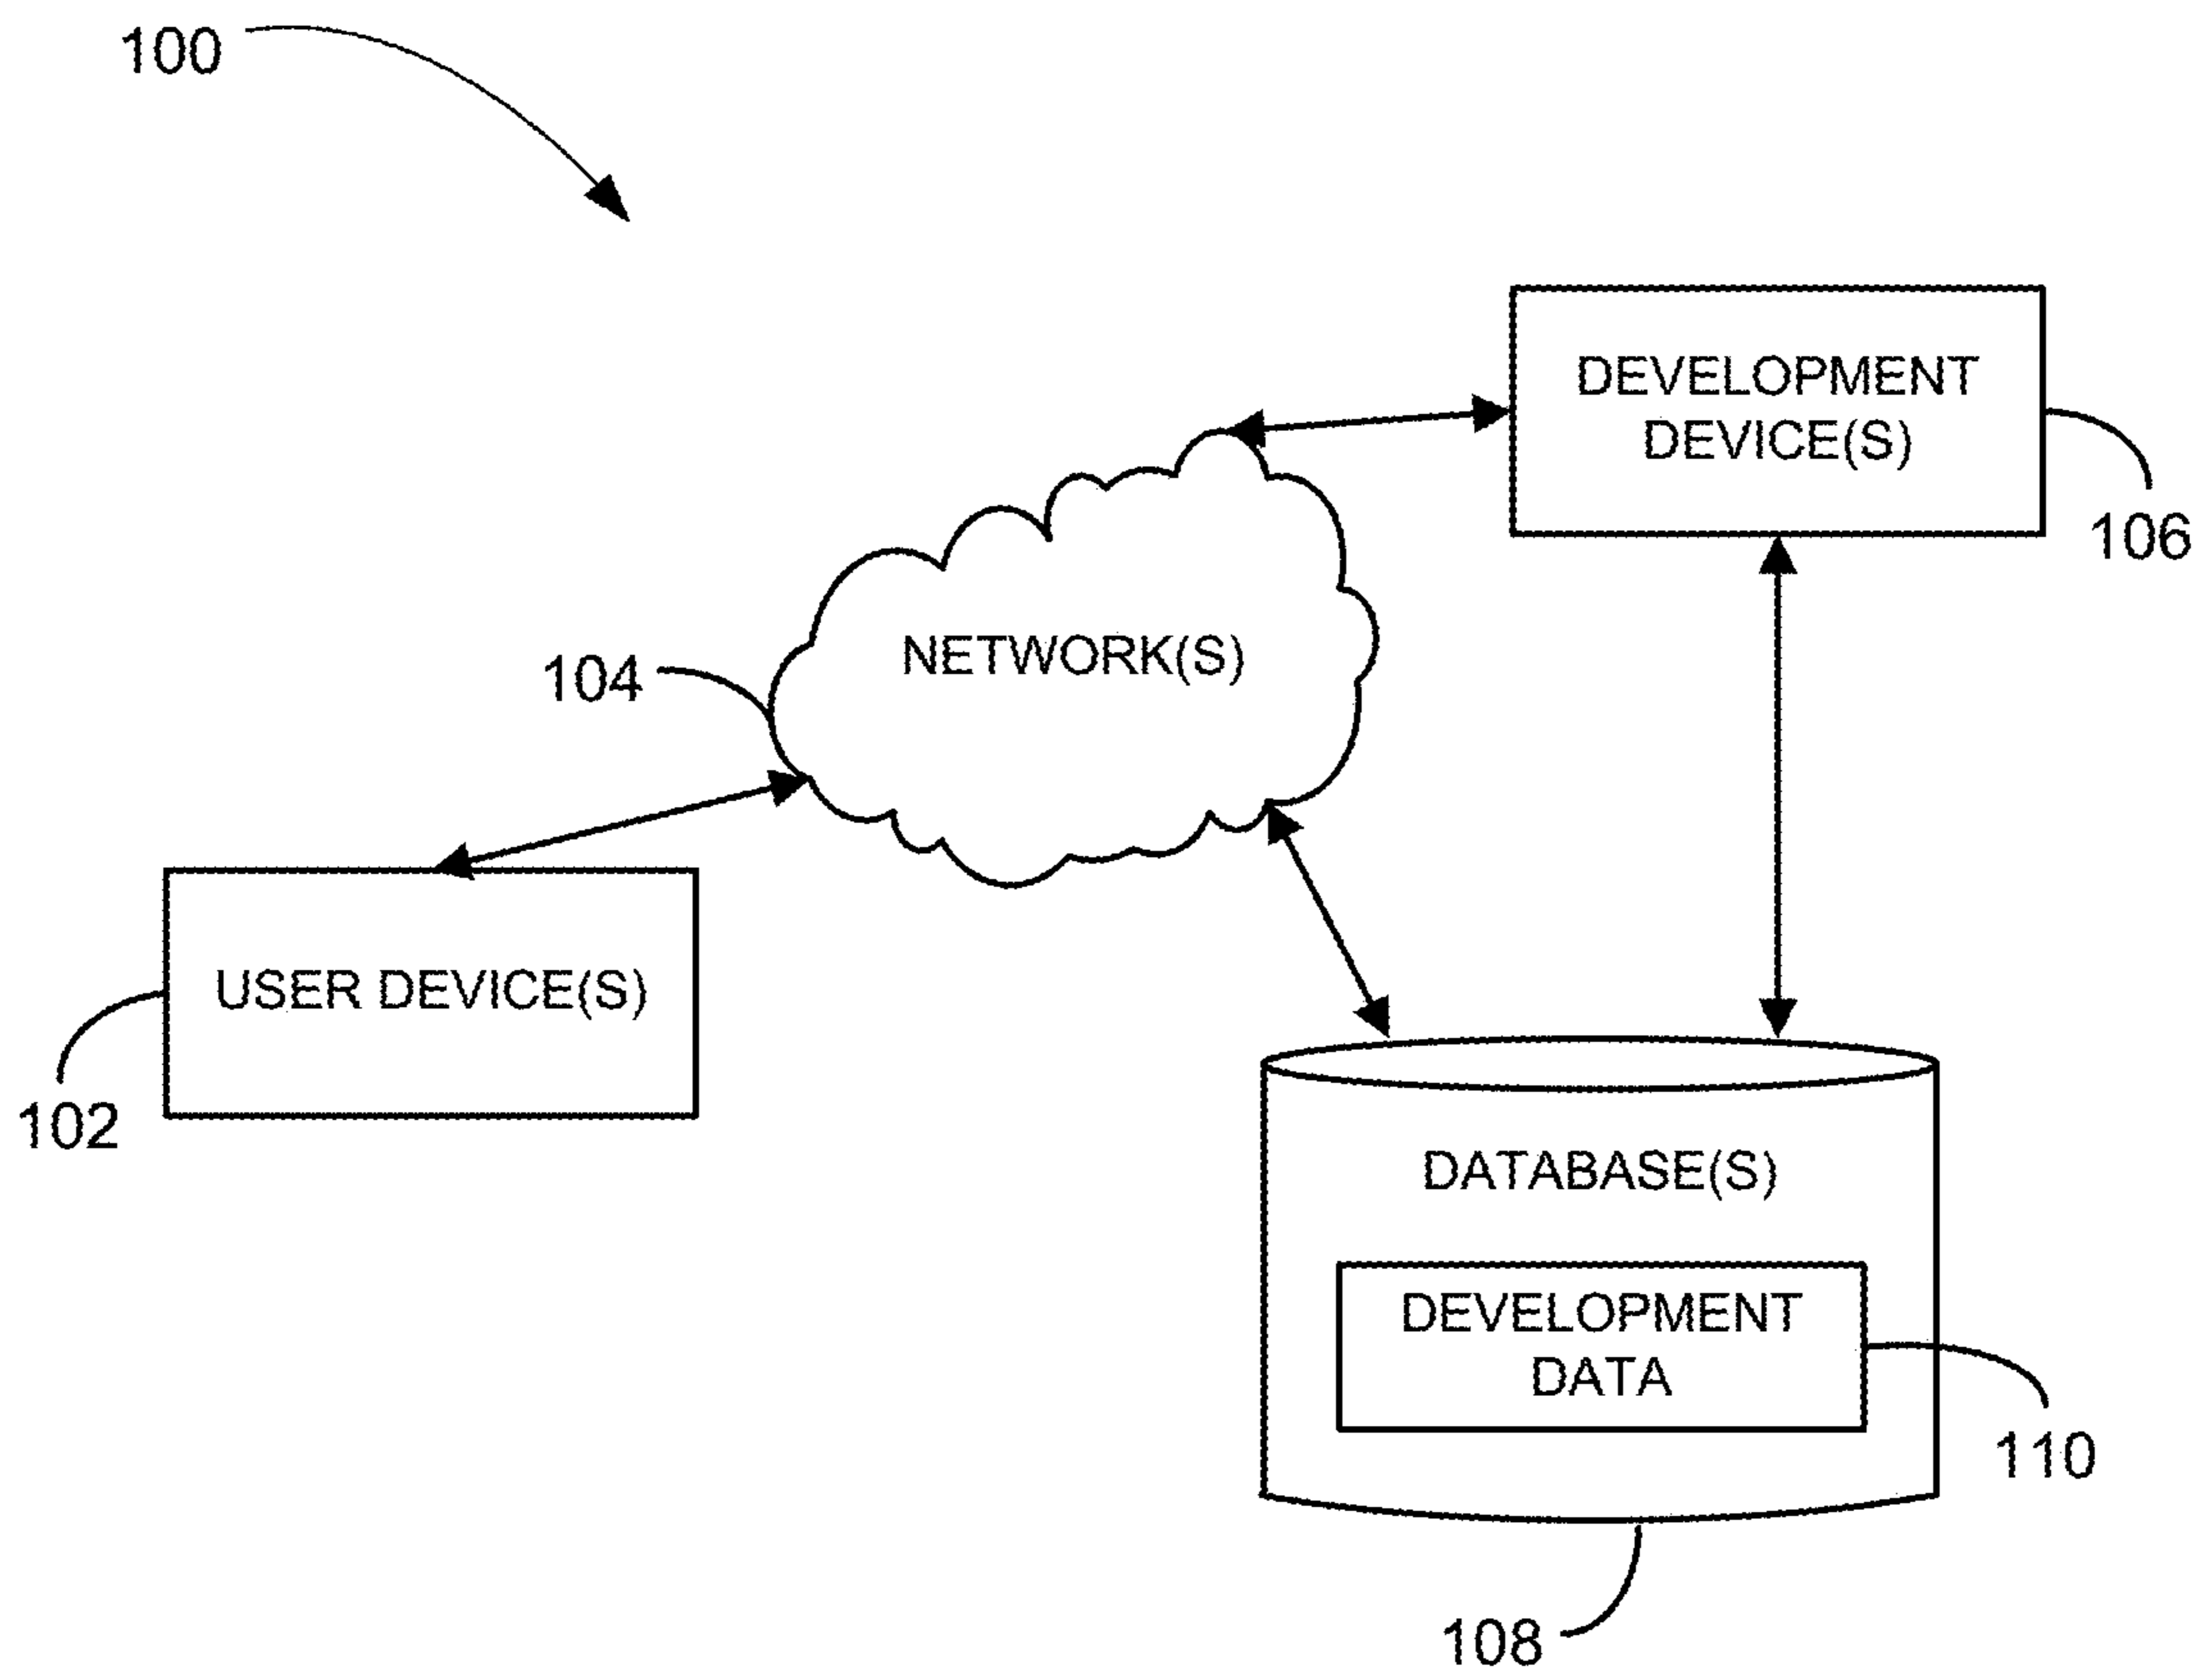 100
DEVELOPMENT
DEVICE(S)
106
NETWORK(S)
104
USER DEVICE(S)
102
DATABASE(S)
DEVELOPMENT
DATA
110
108